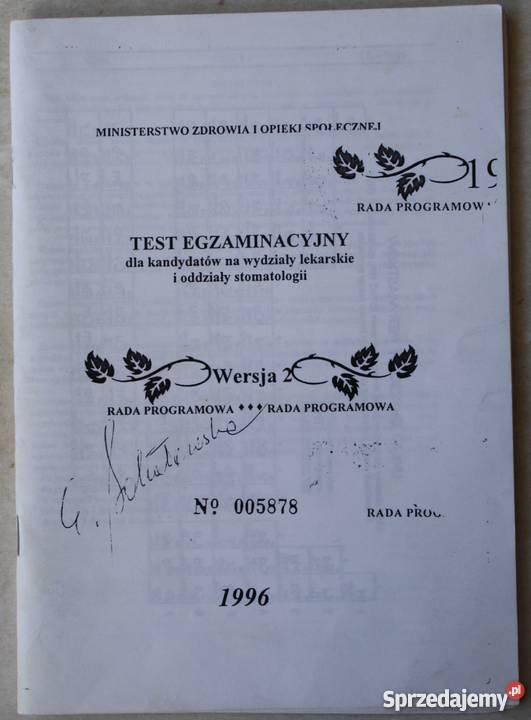 MINISTERSTWO ZDROWIA I OPIEKI SPOŁECZNEJ
19
RADA PROGRAMOW
TEST EGZAMINACYJNY
dla kandydatów na wydziały lekarskie
i oddziały stomatologii
Wersja 2
RADA PROGRAMOWA ♦♦♦ RADA PROGRAMOWA
№ 005878
RADA PROG
1996
Sprzedajemy.pl